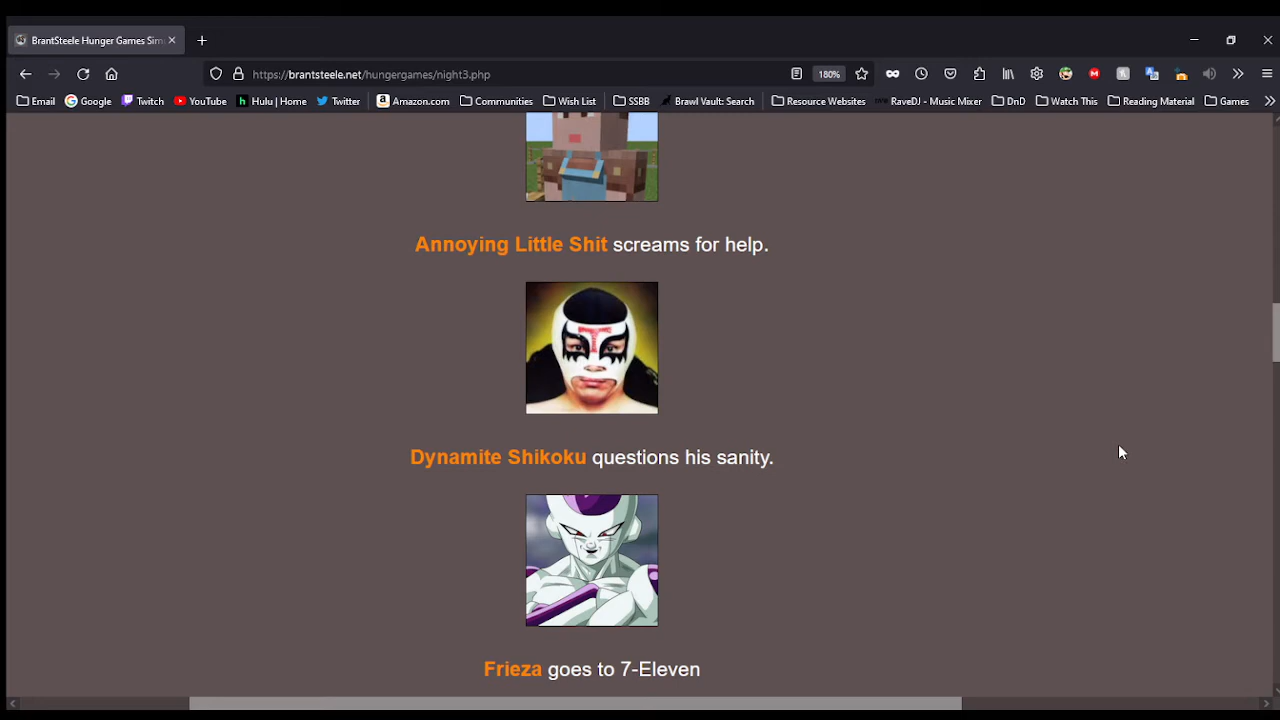 BrantSteele Hunger Games Sim
https://brantsteele.net/hungergames/night3.php
180%
Email Google Twitch YouTube Hulu | Home Twitter Amazon.com Communities Wish List SSBB Brawl Vault: Search Resource Websites RaveDJ - Music Mixer DnD Watch This Reading Material Games
Annoying Little Shit screams for help.
Dynamite Shikoku questions his sanity.
Frieza goes to 7-Eleven